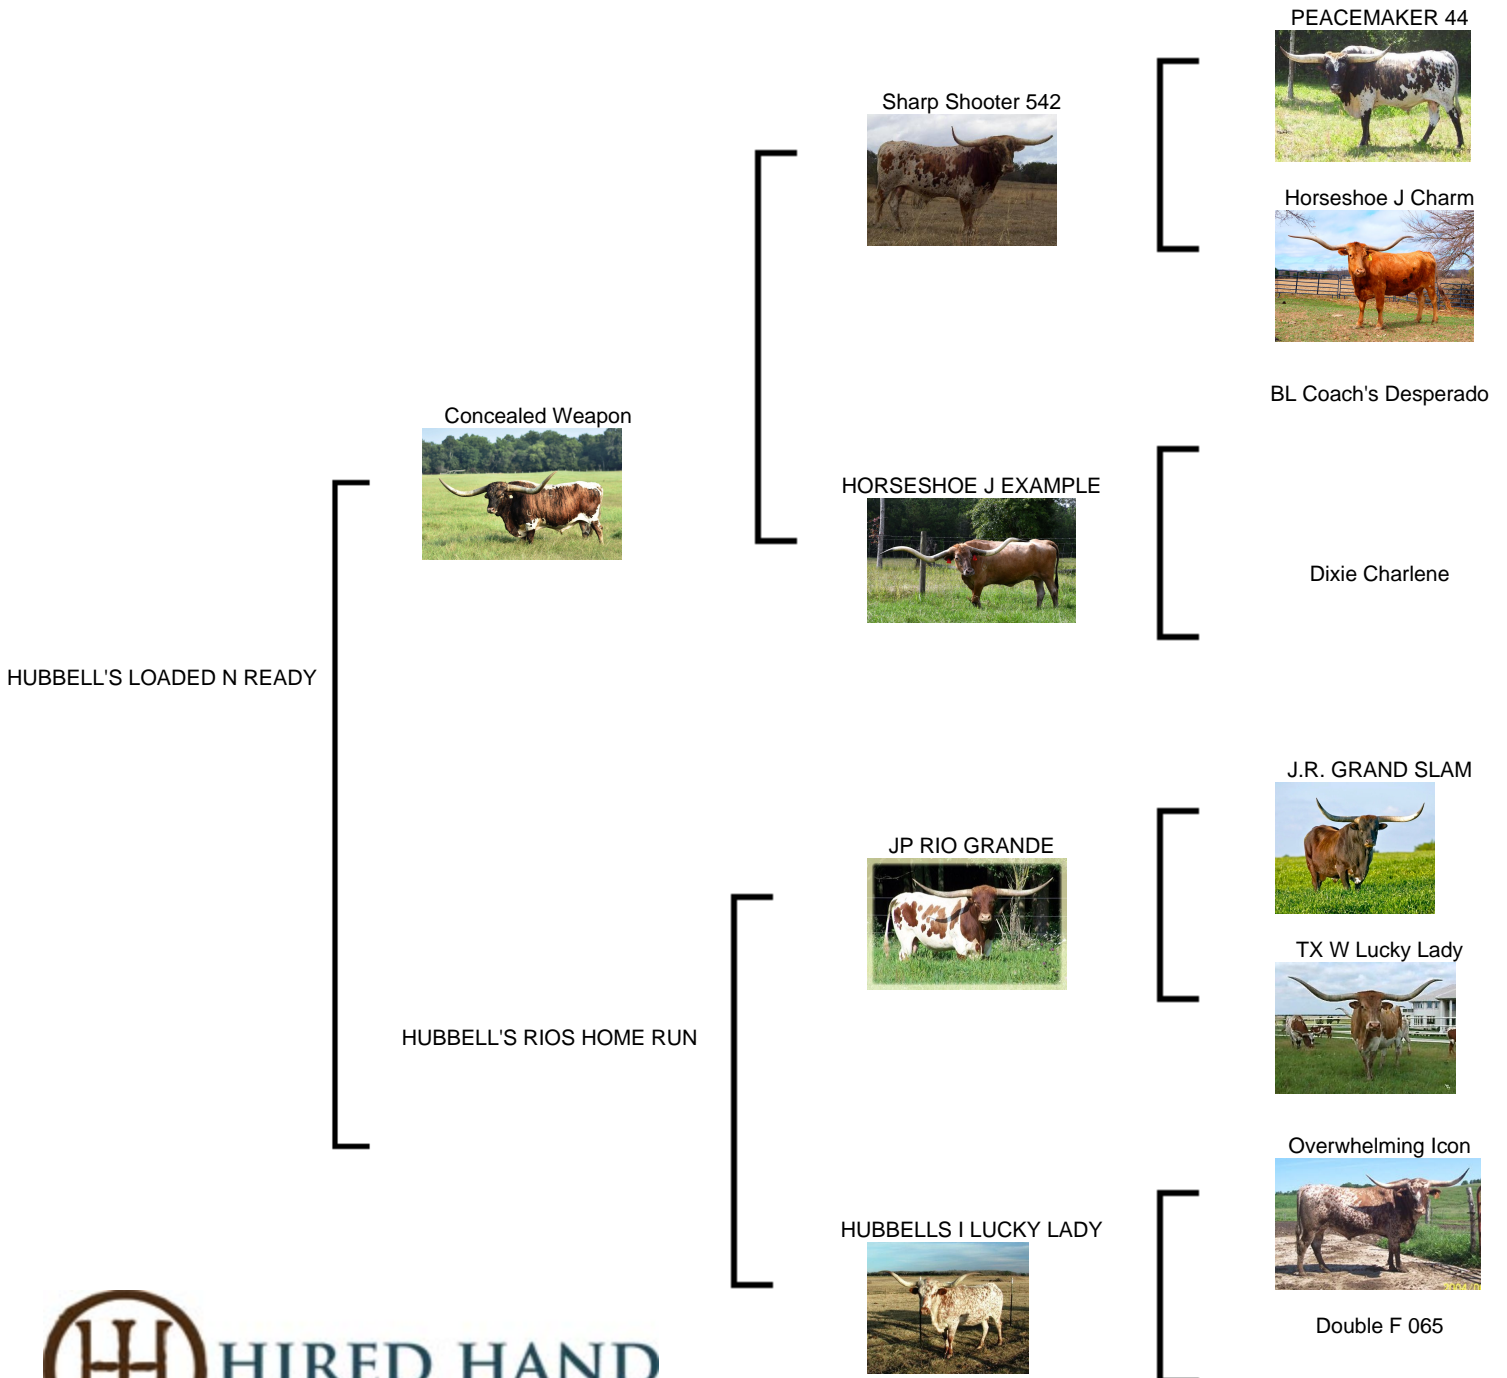 PEACEMAKER 44
Sharp Shooter 542
Horseshoe J Charm
BL Coach's Desperado
Concealed Weapon
HORSESHOE J EXAMPLE
Dixie Charlene
HUBBELL'S LOADED N READY
J.R. GRAND SLAM
JP RIO GRANDE
TX W Lucky Lady
HUBBELL'S RIOS HOME RUN
Overwhelming Icon
HUBBELLS I LUCKY LADY
Double F 065
HIRED HAND